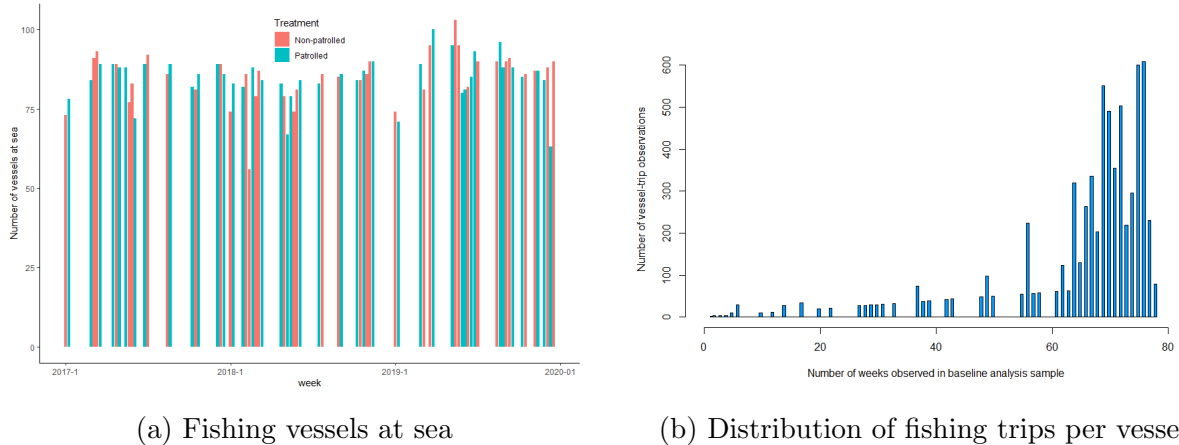 Treatment
Non-patrolled
Patrolled
100
75
50
25
0
Number of vessels at sea
2017-1
2018-1
2019-1
2020-01
week
(a) Fishing vessels at sea
600
500
400
300
200
100
0
Number of vessel-trip observations
0
20
40
60
80
Number of weeks observed in baseline analysis sample
(b) Distribution of fishing trips per vesse